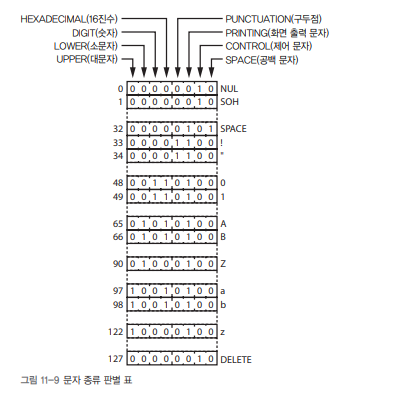 HEXADECIMAL(16진수) PUNCTUATION(구두점)
DIGIT(숫자) PRINTING(화면 출력 문자)
LOWER(소문자) CONTROL(제어 문자)
UPPER(대문자) SPACE(공백 문자)
0 0 0 0 0 0 0 1 0 NUL
1 0 0 0 0 0 0 1 0 SOH
32 0 0 0 0 0 1 0 1 SPACE
33 0 0 0 0 1 1 0 0 !
34 0 0 0 0 1 1 0 0 "
48 0 0 1 1 0 1 0 0 0
49 0 0 1 1 0 1 0 0 1
65 0 1 0 1 0 1 0 0 A
66 0 1 0 1 0 1 0 0 B
90 0 1 0 0 0 1 0 0 Z
97 1 0 0 1 0 1 0 0 a
98 1 0 0 1 0 1 0 0 b
122 1 0 0 0 0 1 0 0 z
127 0 0 0 0 0 0 1 0 DELETE
그림 11-9 문자 종류 판별 표